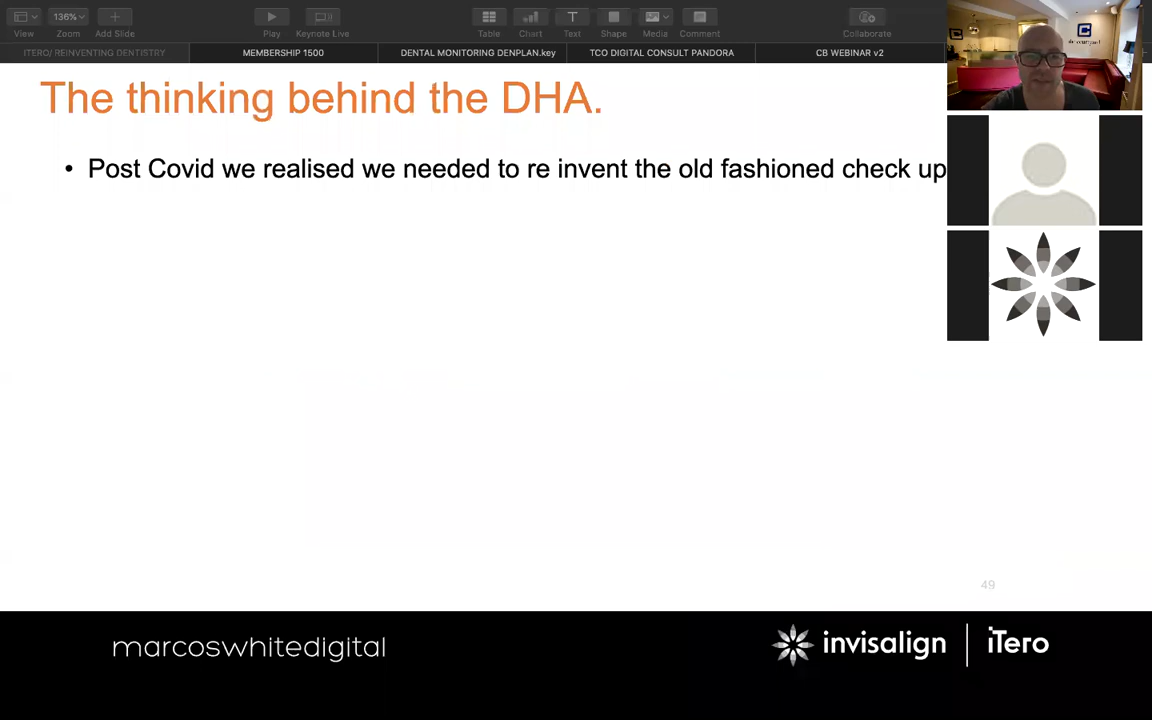 136%
View
Zoom
Add Slide
Play
Keynote Live
Table
Chart
Text
Shape
Media
Comment
Collaborate
ITERO/ REINVENTING DENTISTRY
MEMBERSHIP 1500
DENTAL MONITORING DENPLAN.key
TCO DIGITAL CONSULT PANDORA
CB WEBINAR v2
The thinking behind the DHA.
• Post Covid we realised we needed to re invent the old fashioned check up
49
marcoswhitedigital
invisalign
iTero